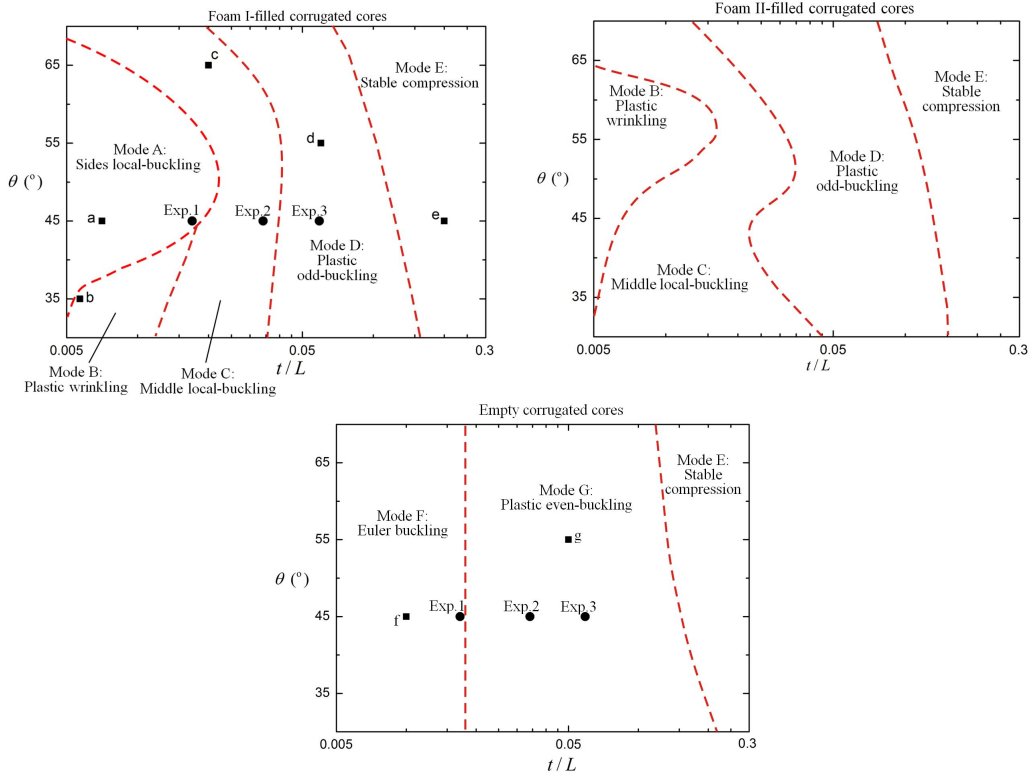 Foam I-filled corrugated cores
65
55
45
35
θ (°)
0.005
0.05
0.3
t / L
Mode A:
Sides local-buckling
Mode E:
Stable compression
Mode D:
Plastic
odd-buckling
Mode B:
Plastic wrinkling
Mode C:
Middle local-buckling
a
b
c
d
e
Exp.1
Exp.2
Exp.3
Foam II-filled corrugated cores
65
55
45
35
θ (°)
0.005
0.05
0.3
t / L
Mode B:
Plastic
wrinkling
Mode E:
Stable
compression
Mode D:
Plastic
odd-buckling
Mode C:
Middle local-buckling
Empty corrugated cores
65
55
45
35
θ (°)
0.005
0.05
0.3
t / L
Mode F:
Euler buckling
Mode G:
Plastic even-buckling
Mode E:
Stable
compression
g
f
Exp.1
Exp.2
Exp.3